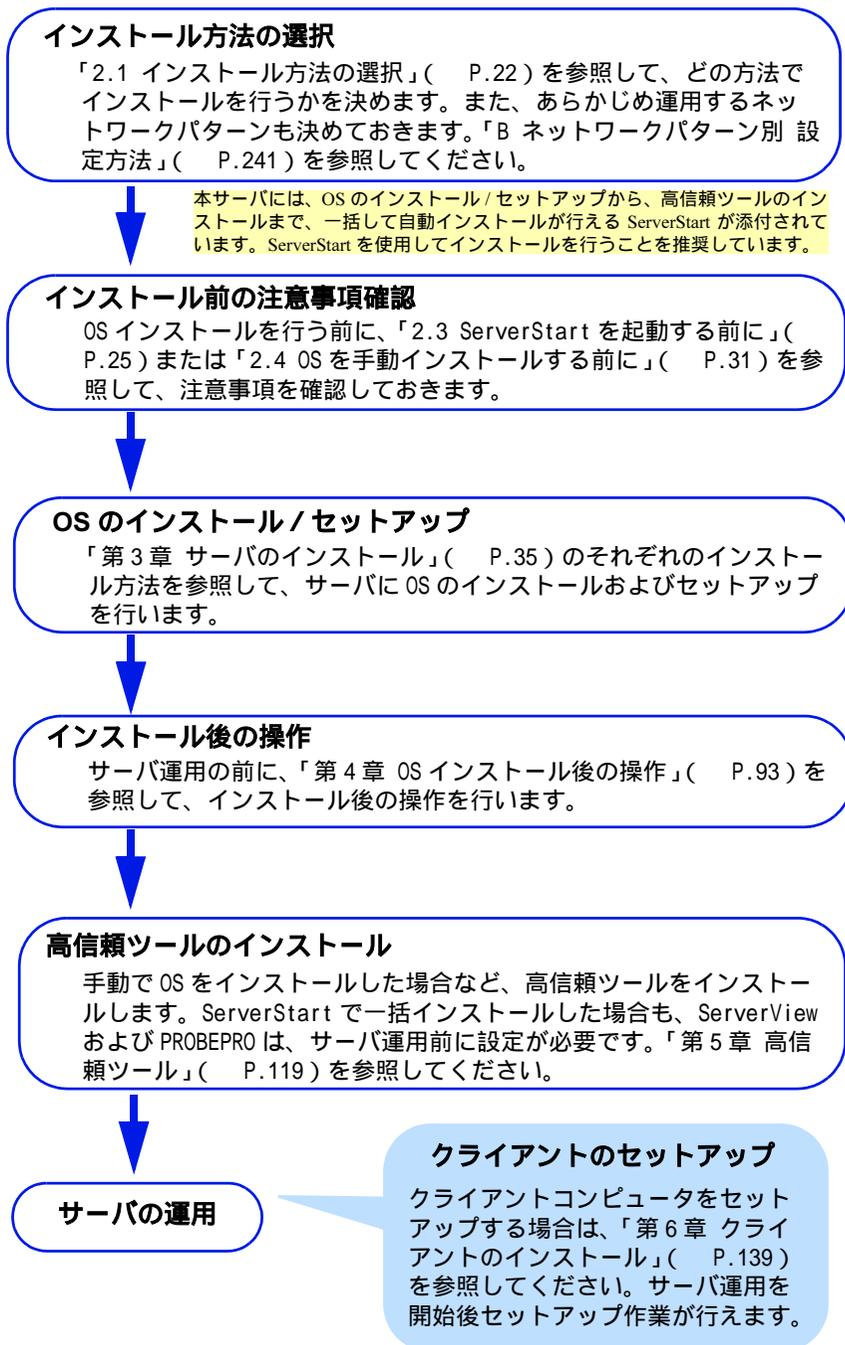 インストール方法の選択
「2.1 インストール方法の選択」( P.22)を参照して、どの方法で
インストールを行うかを決めます。また、あらかじめ運用するネッ
トワークパターンも決めておきます。「B ネットワークパターン別 設
定方法」( P.241)を参照してください。
本サーバには、OS のインストール / セットアップから、高信頼ツールのイン
ストールまで、一括して自動インストールが行える ServerStart が添付されて
います。ServerStart を使用してインストールを行うことを推奨しています。
インストール前の注意事項確認
OS インストールを行う前に、「2.3 ServerStart を起動する前に」(
P.25)または「2.4 OS を手動インストールする前に」( P.31)を参
照して、注意事項を確認しておきます。
OS のインストール / セットアップ
「第3章 サーバのインストール」( P.35)のそれぞれのインストー
ル方法を参照して、サーバに OS のインストールおよびセットアップ
を行います。
インストール後の操作
サーバ運用の前に、「第4章 OS インストール後の操作」( P.93)を
参照して、インストール後の操作を行います。
高信頼ツールのインストール
手動で OS をインストールした場合など、高信頼ツールをインストー
ルします。ServerStart で一括インストールした場合も、ServerView
および PROBEPRO は、サーバ運用前に設定が必要です。「第5章 高信
頼ツール」( P.119)を参照してください。
サーバの運用
クライアントのセットアップ
クライアントコンピュータをセット
アップする場合は、「第6章 クライ
アントのインストール」( P.139)
を参照してください。サーバ運用を
開始後セットアップ作業が行えます。